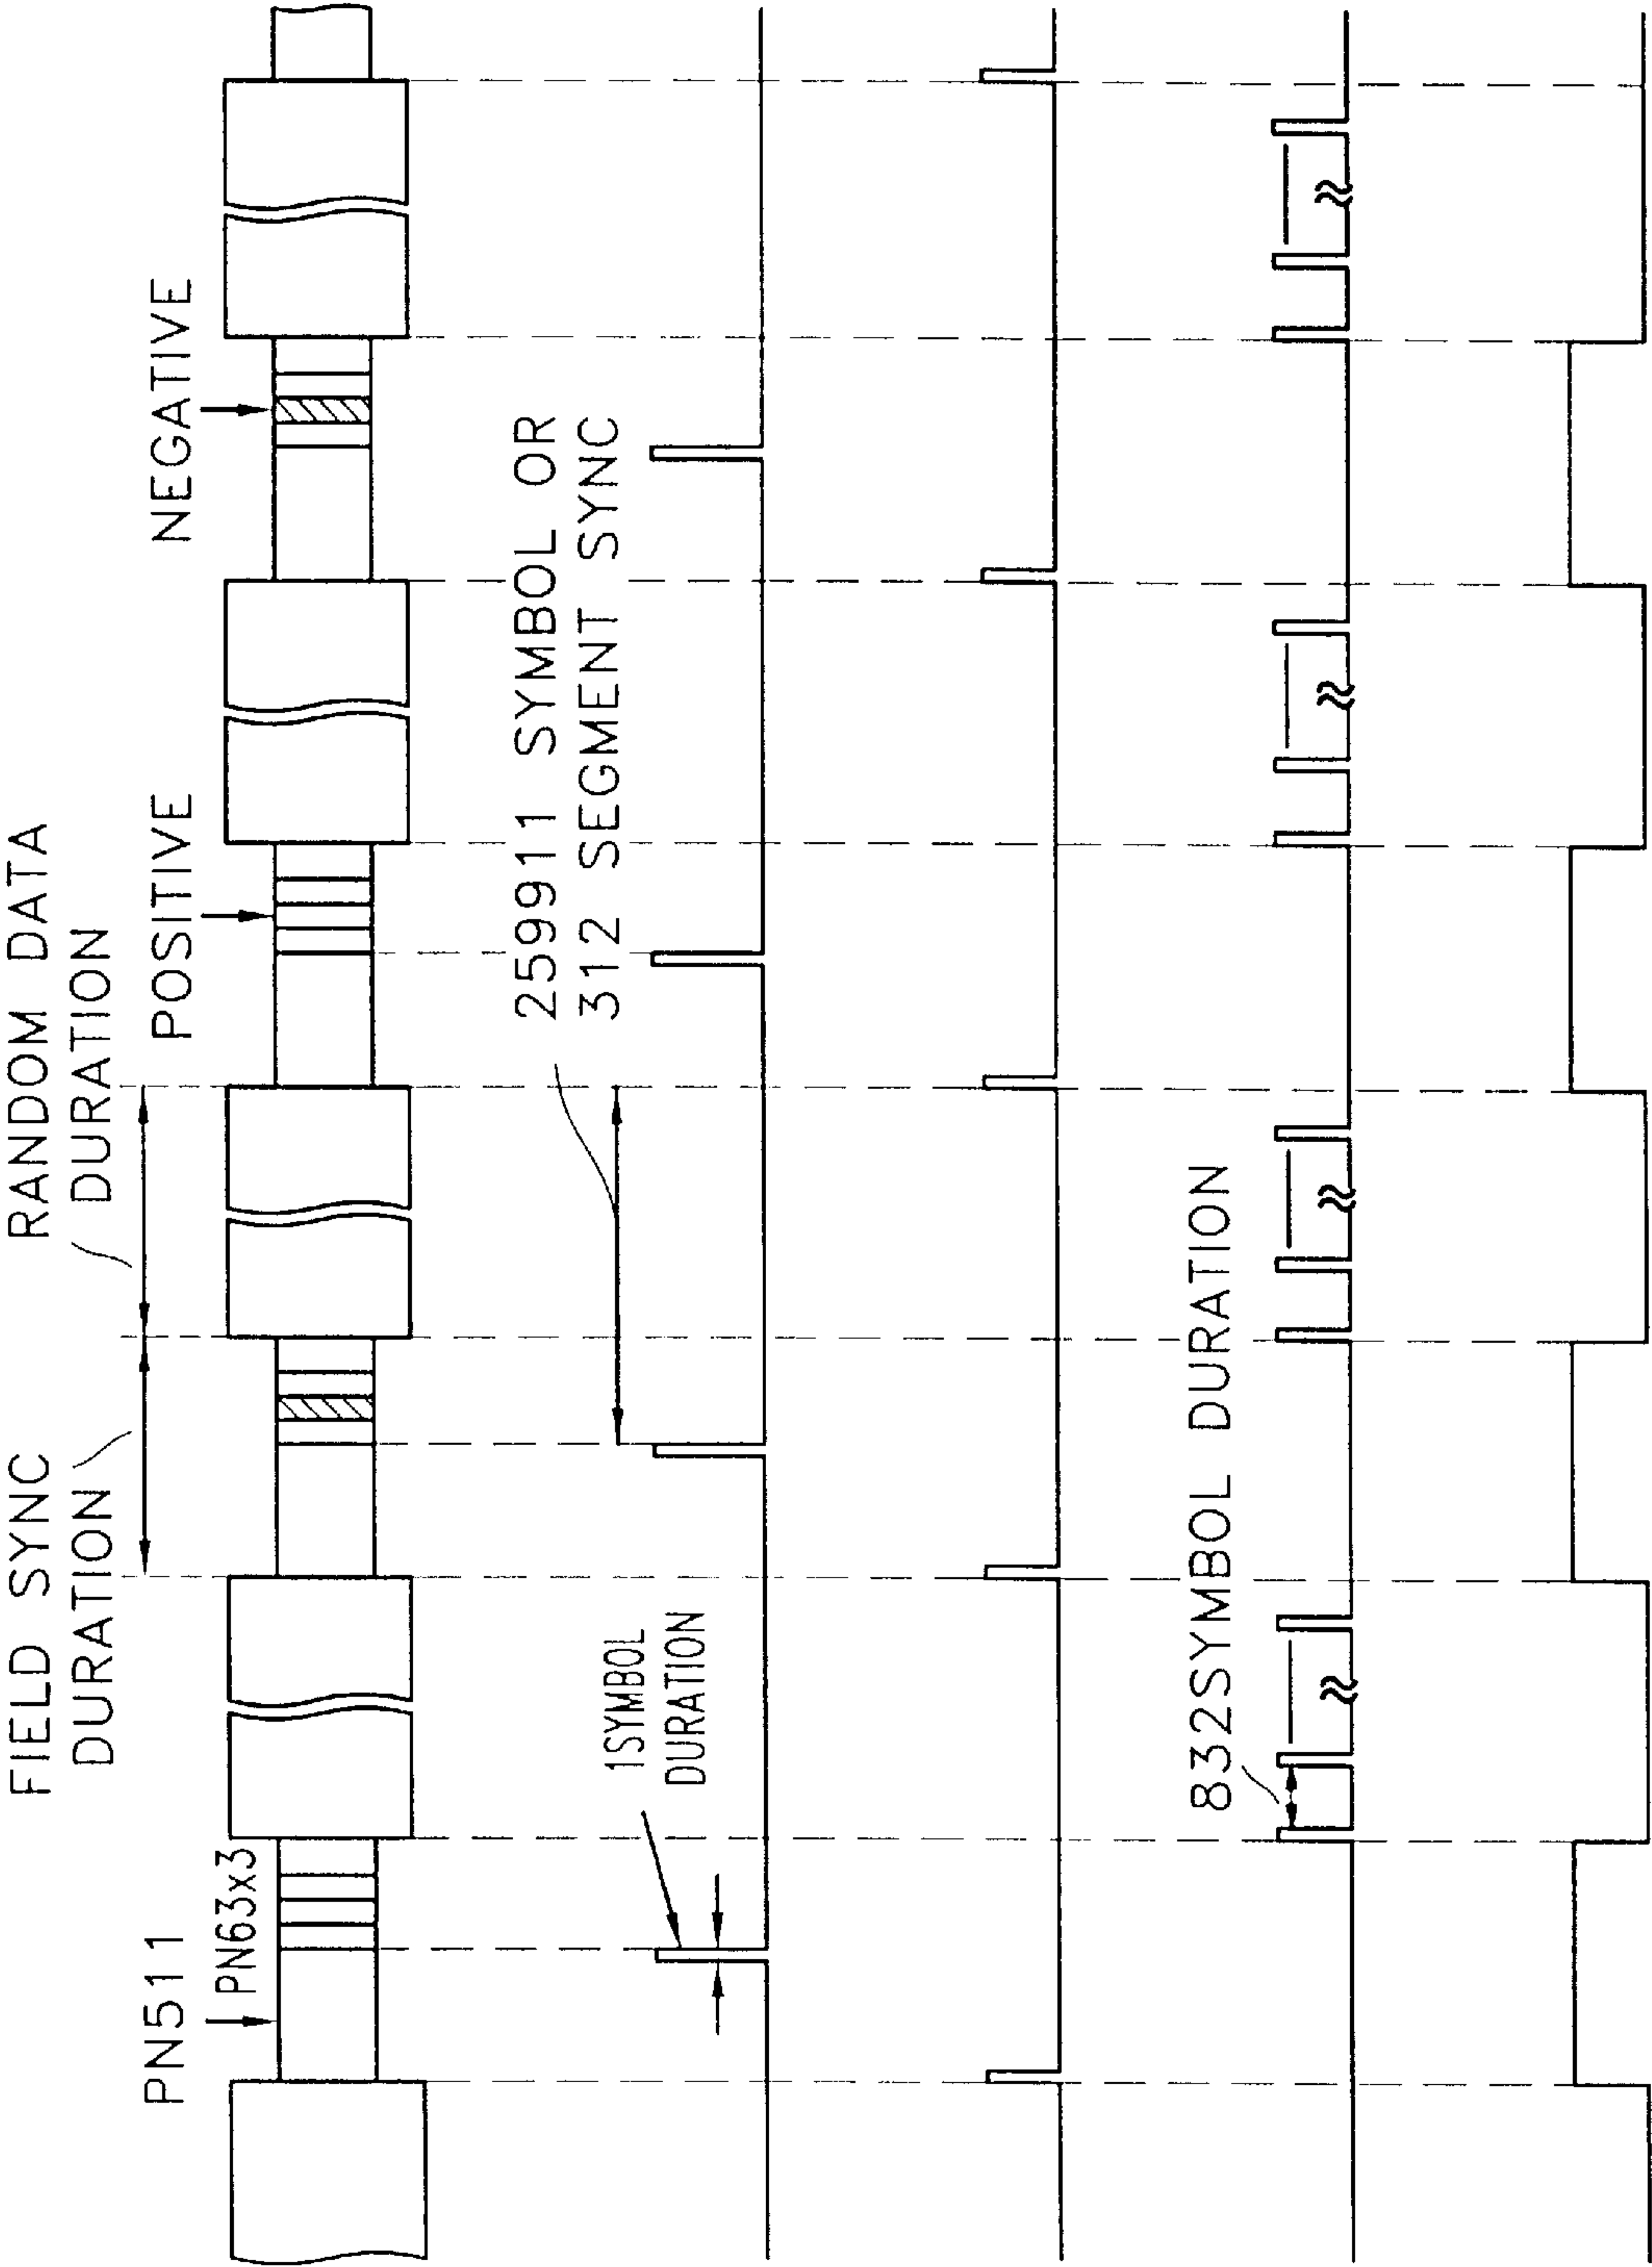 FIELD SYNC
DURATION
RANDOM DATA
DURATION
PN511
PN63x3
POSITIVE
NEGATIVE
1SYMBOL
DURATION
259911 SYMBOL OR
312 SEGMENT SYNC
832SYMBOL DURATION